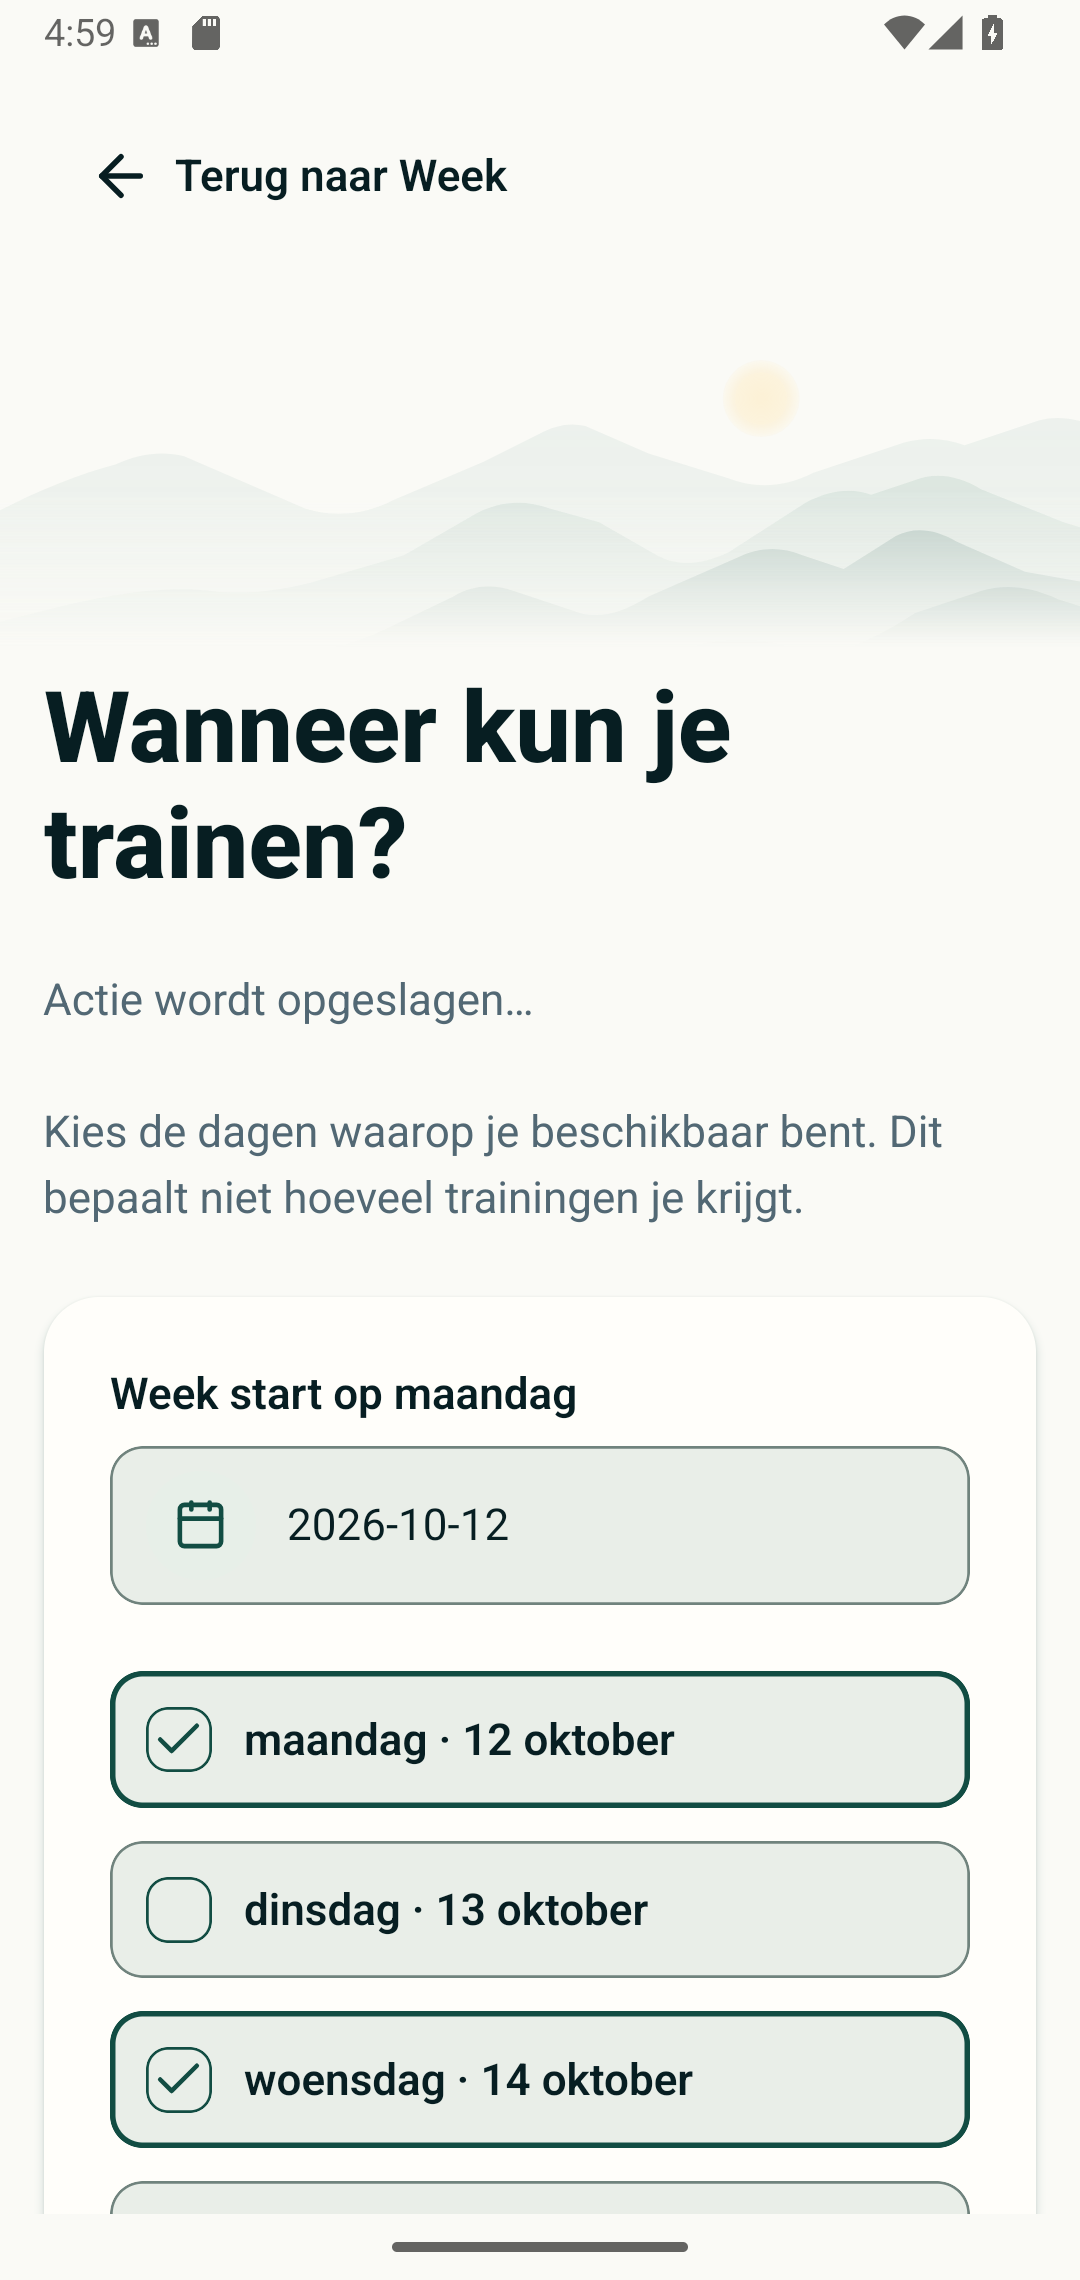 4:59
Terug naar Week
Wanneer kun je
trainen?
Actie wordt opgeslagen…
Kies de dagen waarop je beschikbaar bent. Dit
bepaalt niet hoeveel trainingen je krijgt.
Week start op maandag
2026-10-12
maandag · 12 oktober
dinsdag · 13 oktober
woensdag · 14 oktober